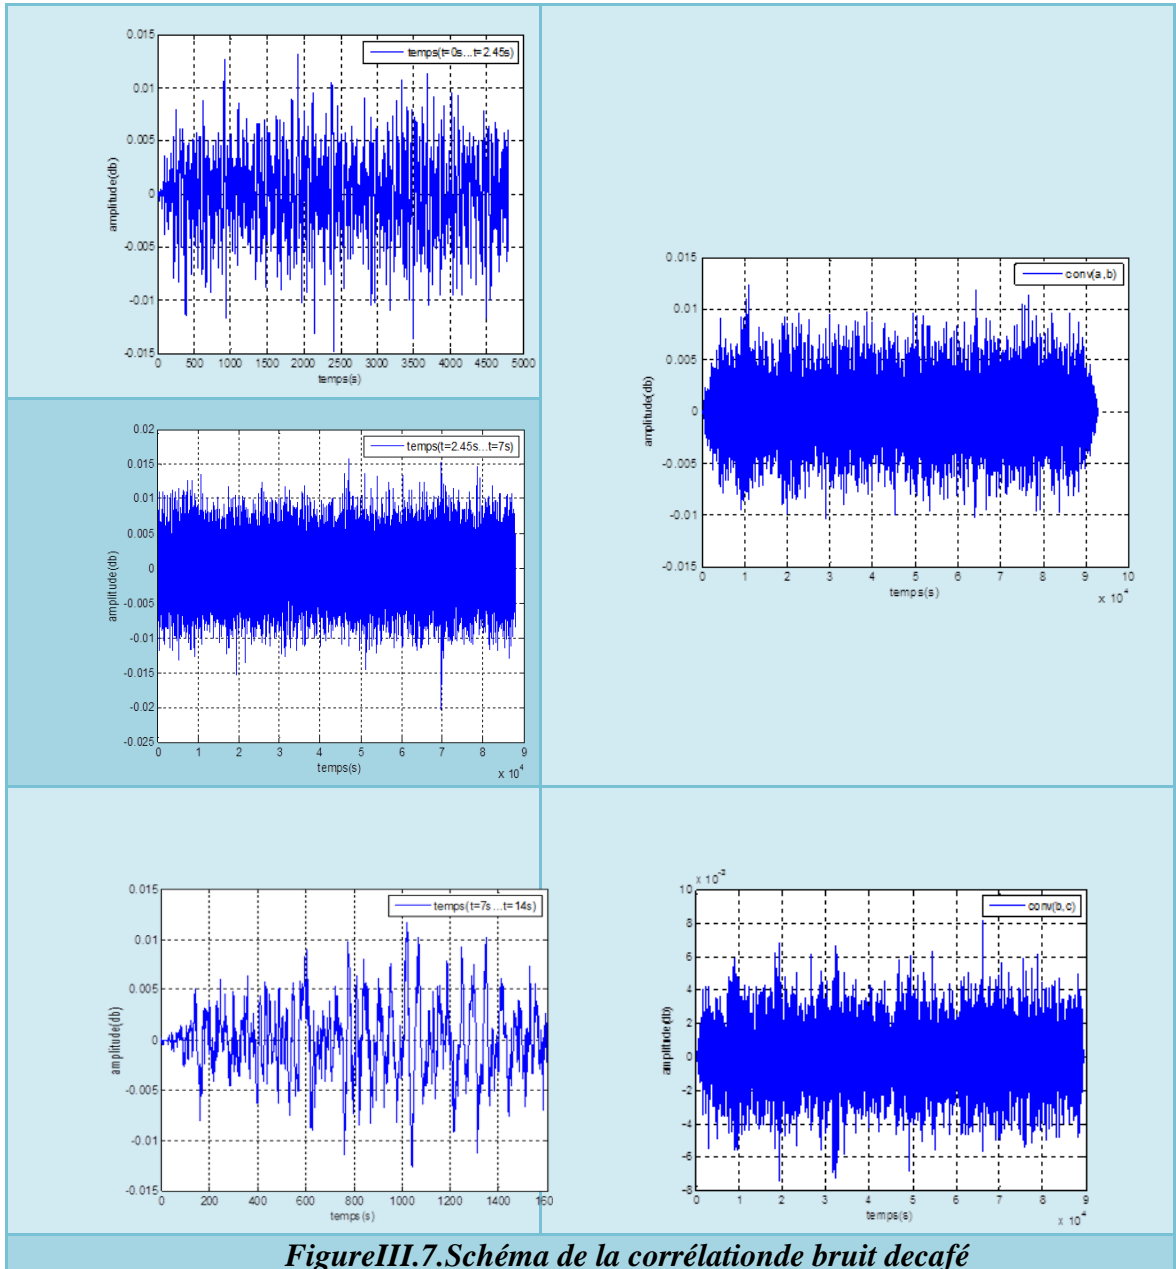 0.015
0.01
0.005
0
-0.005
-0.01
-0.015
amplitude(db)
temps(t=0s...t=2.45s)
0 500 1000 1500 2000 2500 3000 3500 4000 4500 5000
temps(s)
0.015
0.01
0.005
0
-0.005
-0.01
-0.015
amplitude(db)
conv(a,b)
0 1 2 3 4 5 6 7 8 9 10
temps(s)
x 10^4
0.02
0.015
0.01
0.005
0
-0.005
-0.01
-0.015
-0.02
-0.025
amplitude(db)
temps(t=2.45s...t=7s)
0 1 2 3 4 5 6 7 8 9
temps(s)
x 10^4
0.015
0.01
0.005
0
-0.005
-0.01
-0.015
amplitude(db)
temps(t=7s...t=14s)
0 200 400 600 800 1000 1200 1400 160
temps(s)
x 10^-3
10
8
6
4
2
0
-2
-4
-6
-8
amplitude(db)
conv(b,c)
0 1 2 3 4 5 6 7 8 9
temps(s)
x 10^4
FigureIII.7.Schéma de la corrélationde bruit decafé